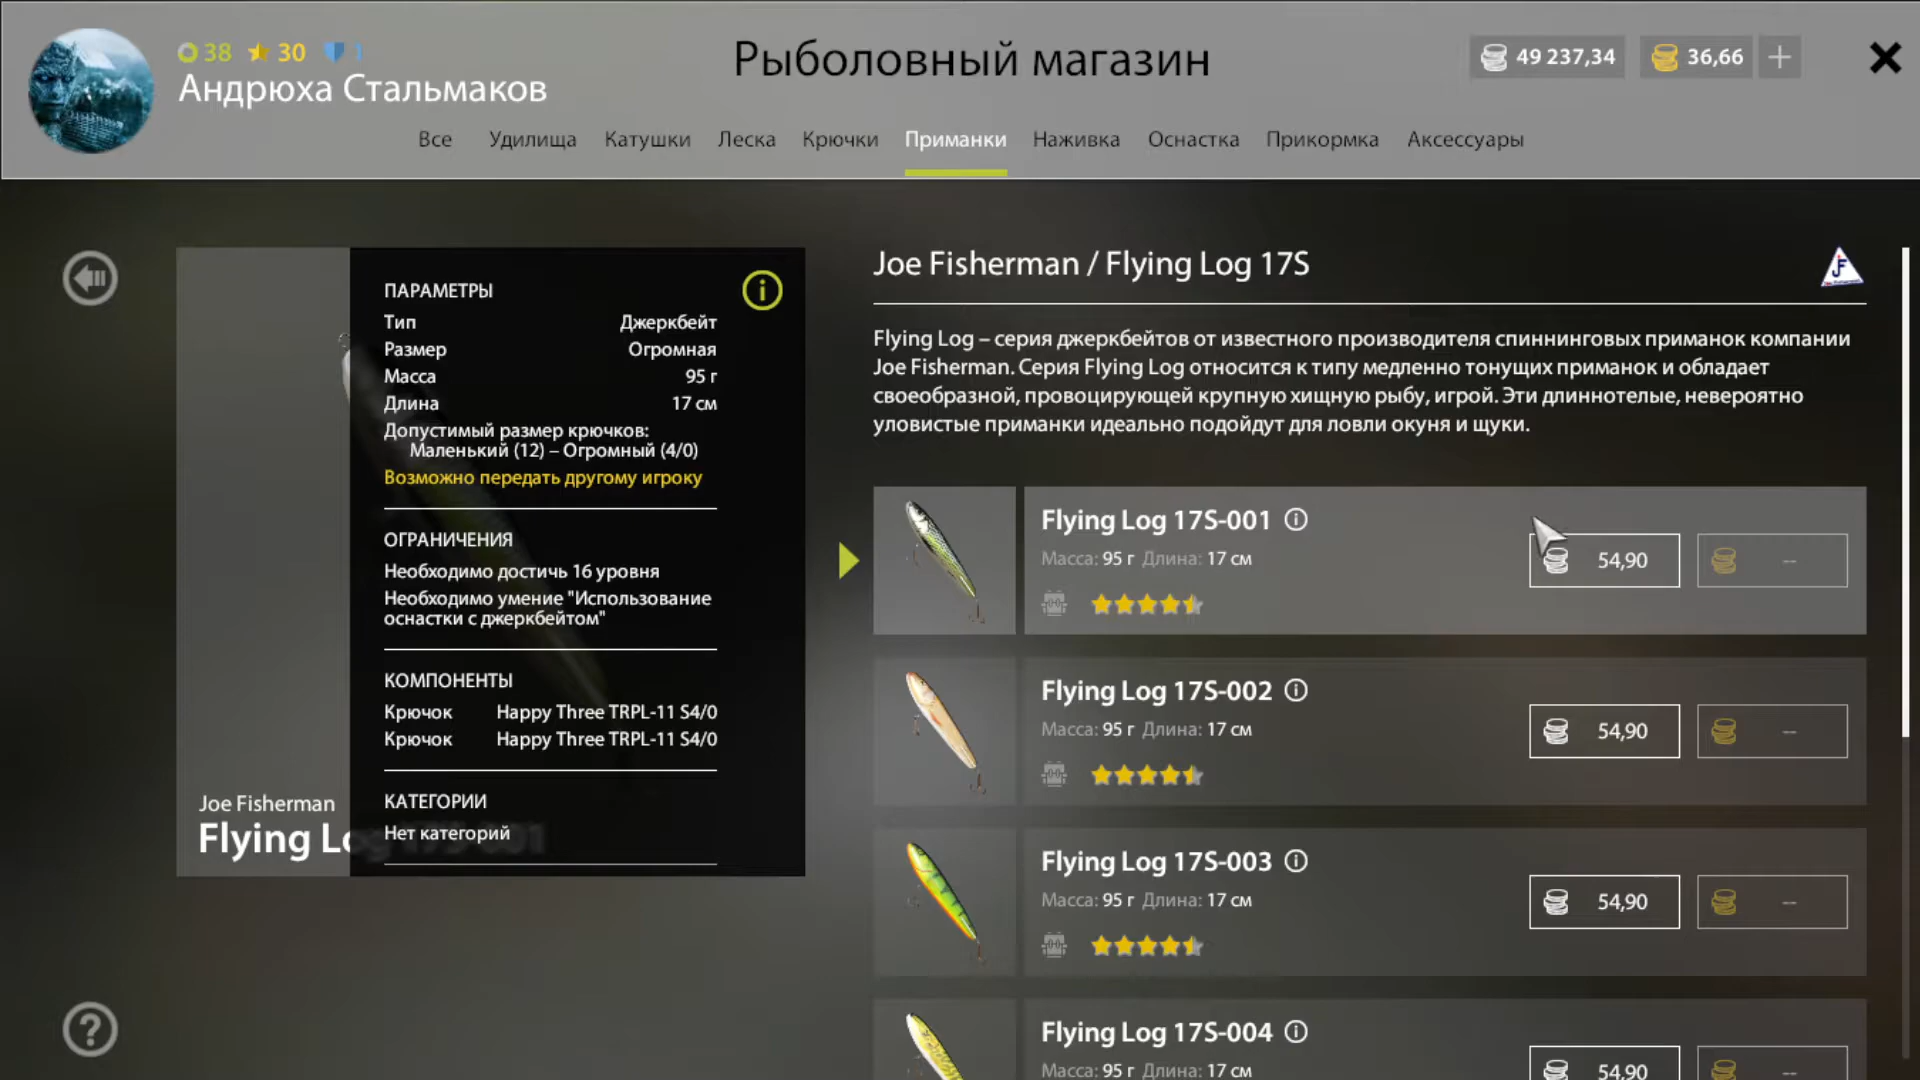 38 30 1
Андрюха Стальмаков
Рыболовный магазин
49 237,34
36,66
Все Удилища Катушки Леска Крючки Приманки Наживка Оснастка Прикормка Аксессуары
ПАРАМЕТРЫ
Тип Джеркбейт
Размер Огромная
Масса 95 г
Длина 17 см
Допустимый размер крючков:
Маленький (12) – Огромный (4/0)
Возможно передать другому игроку
ОГРАНИЧЕНИЯ
Необходимо достичь 16 уровня
Необходимо умение "Использование
оснастки с джеркбейтом"
КОМПОНЕНТЫ
Крючок Happy Three TRPL-11 S4/0
Крючок Happy Three TRPL-11 S4/0
КАТЕГОРИИ
Нет категорий
Joe Fisherman
Flying Log 17S-001
Joe Fisherman / Flying Log 17S
JF
Flying Log – серия джеркбейтов от известного производителя спиннинговых приманок компании
Joe Fisherman. Серия Flying Log относится к типу медленно тонущих приманок и обладает
своеобразной, провоцирующей крупную хищную рыбу, игрой. Эти длиннотелые, невероятно
уловистые приманки идеально подойдут для ловли окуня и щуки.
Flying Log 17S-001
Масса: 95 г Длина: 17 см
54,90 --
Flying Log 17S-002
Масса: 95 г Длина: 17 см
54,90 --
Flying Log 17S-003
Масса: 95 г Длина: 17 см
54,90 --
Flying Log 17S-004
Масса: 95 г Длина: 17 см
54,90 --
?